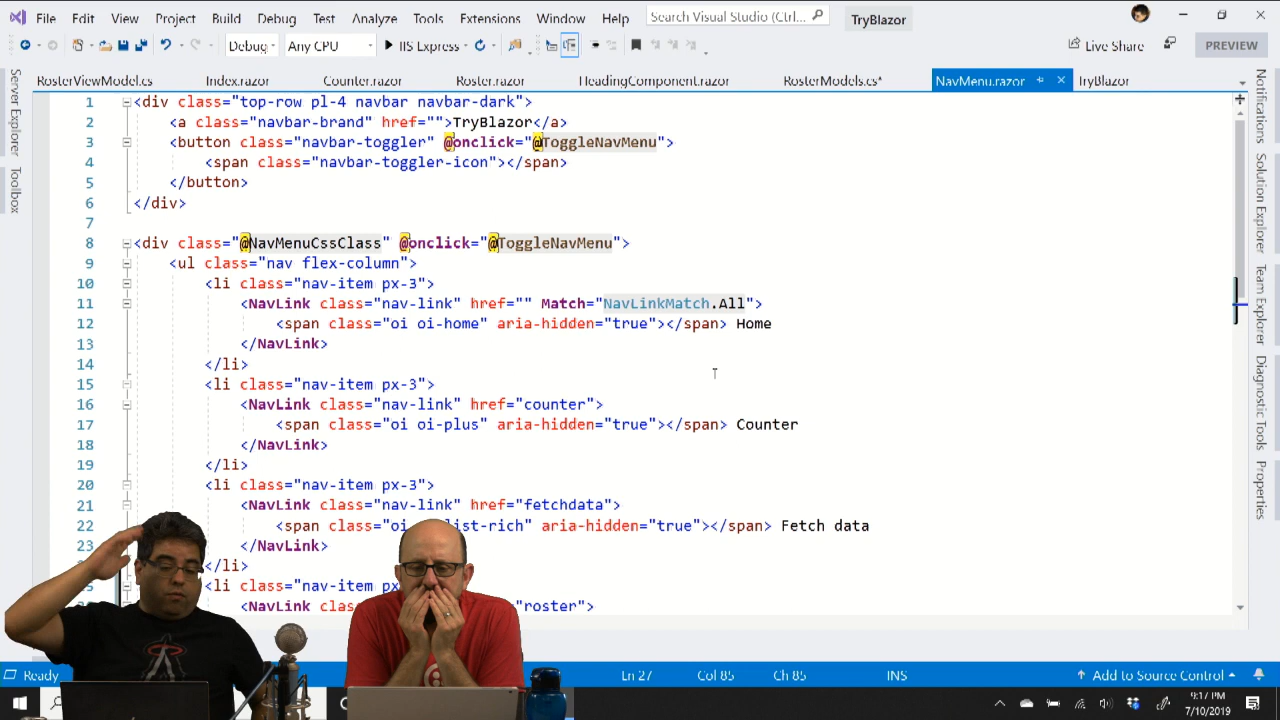 File Edit View Project Build Debug Test Analyze Tools Extensions Window Help Search Visual Studio (Ctrl... TryBlazor
Debug Any CPU IIS Express Live Share PREVIEW
RosterViewModel.cs Index.razor Counter.razor Roster.razor HeadingComponent.razor RosterModels.cs* NavMenu.razor TryBlazor
Server Explorer
Toolbox
1 <div class="top-row pl-4 navbar navbar-dark">
2 <a class="navbar-brand" href="">TryBlazor</a>
3 <button class="navbar-toggler" @onclick="@ToggleNavMenu">
4 <span class="navbar-toggler-icon"></span>
5 </button>
6 </div>
7
8 <div class="@NavMenuCssClass" @onclick="@ToggleNavMenu">
9 <ul class="nav flex-column">
10 <li class="nav-item px-3">
11 <NavLink class="nav-link" href="" Match="NavLinkMatch.All">
12 <span class="oi oi-home" aria-hidden="true"></span> Home
13 </NavLink>
14 </li>
15 <li class="nav-item px-3">
16 <NavLink class="nav-link" href="counter">
17 <span class="oi oi-plus" aria-hidden="true"></span> Counter
18 </NavLink>
19 </li>
20 <li class="nav-item px-3">
21 <NavLink class="nav-link" href="fetchdata">
22 <span class="oi list-rich" aria-hidden="true"></span> Fetch data
23 </NavLink>
</li>
<li class="nav-item px
<NavLink clas "roster">
Notifications
Solution Explorer
Team Explorer
Diagnostic Tools
Properties
Ready Ln 27 Col 85 Ch 85 INS Add to Source Control
9:17 PM
7/10/2019